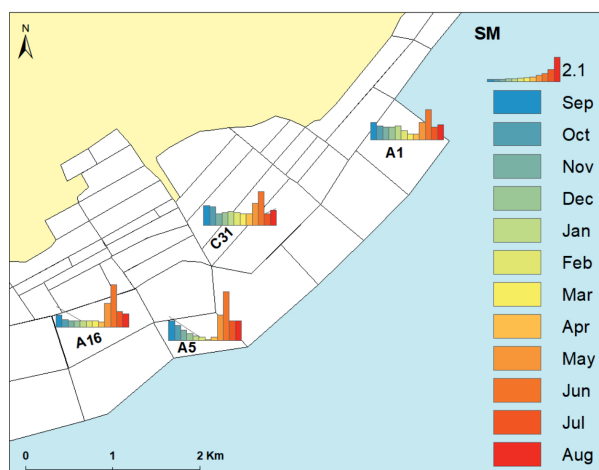 N
SM
2.1
Sep
Oct
Nov
Dec
Jan
Feb
Mar
Apr
May
Jun
Jul
Aug
A1
C31
A16
A5
0 1 2 Km